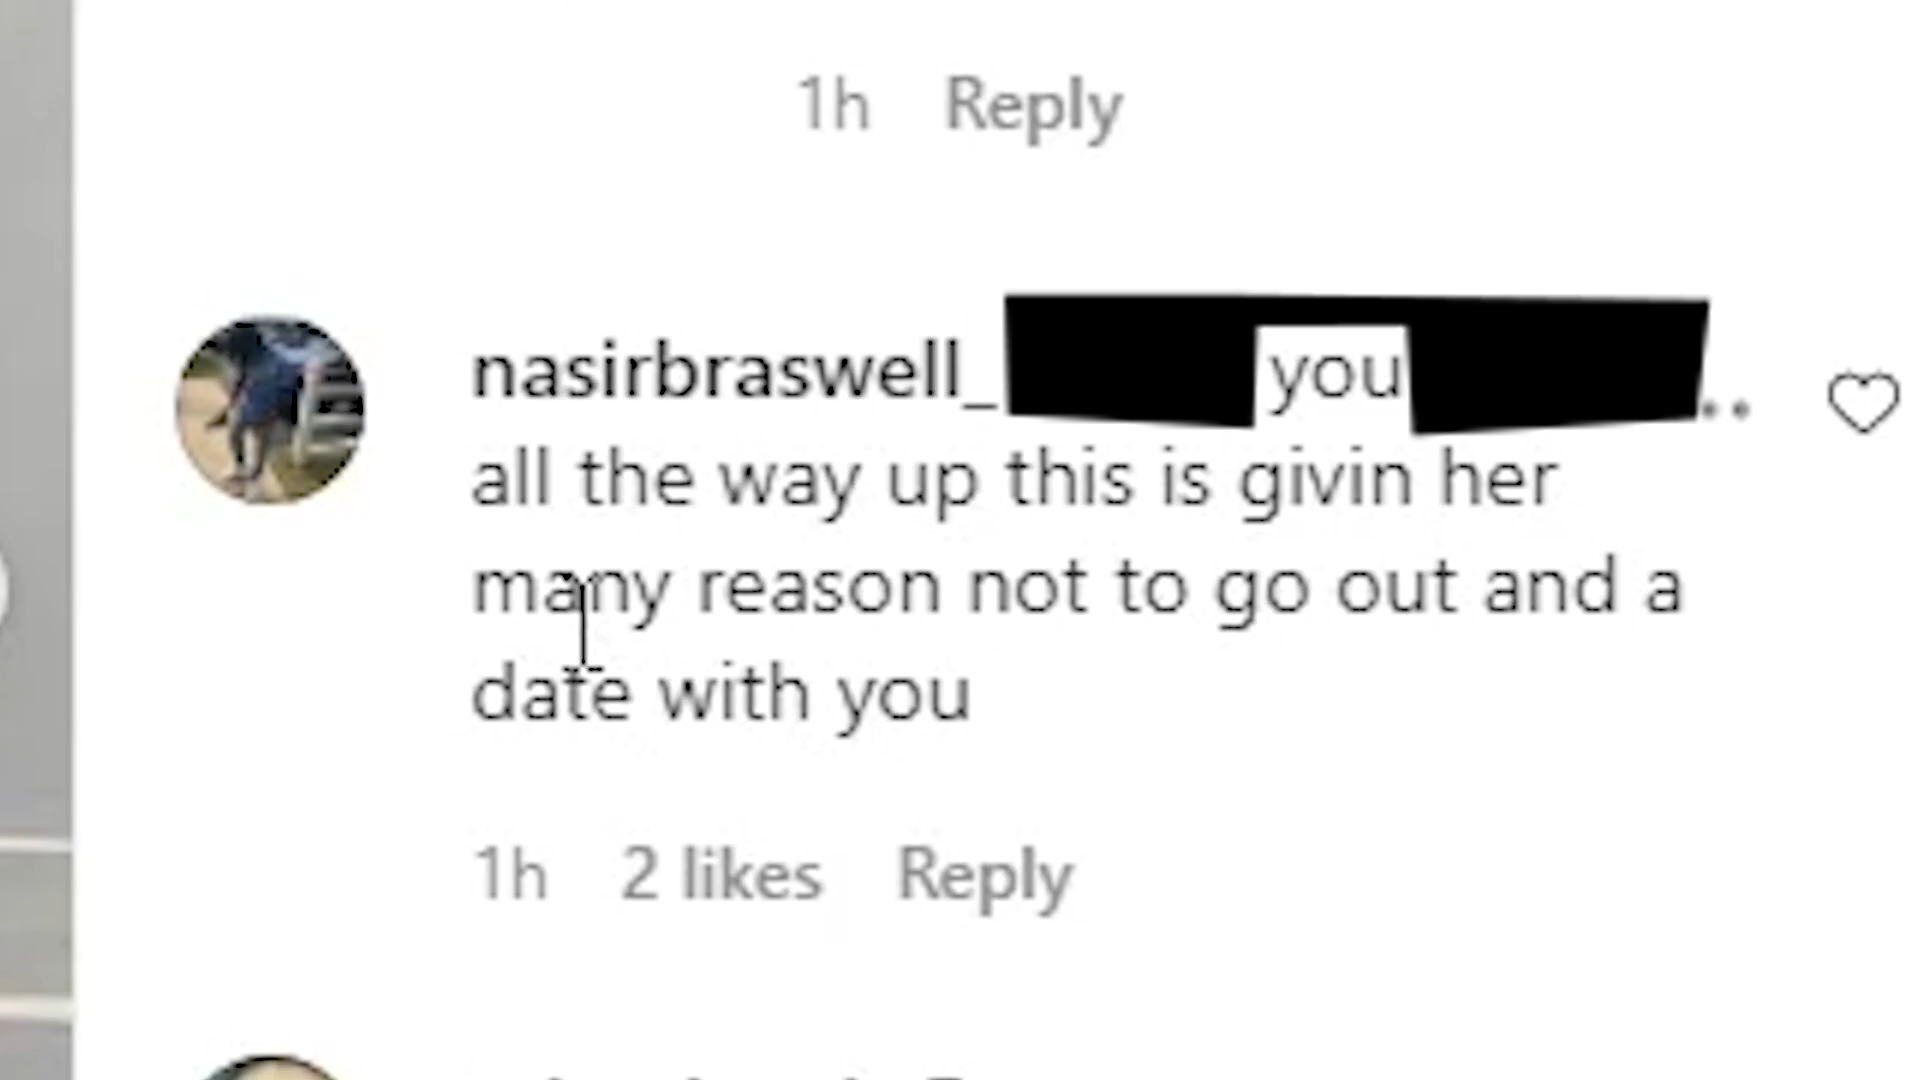 1h Reply
nasirbraswell_ you ..
all the way up this is givin her
many reason not to go out and a
date with you
1h 2 likes Reply